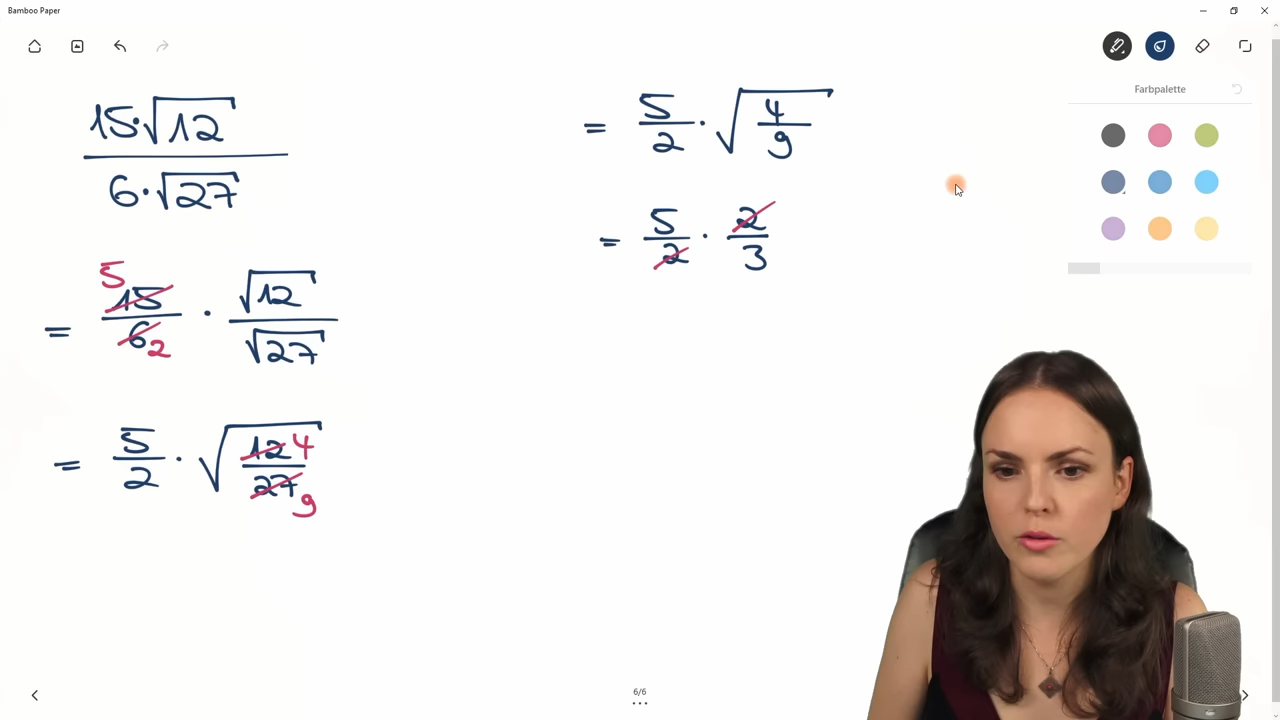 Bamboo Paper
15·√12
6·√27
5
= 15/6 · √12/√27
2
= 5/2 · √12/27
4
9
= 5/2 · √4/9
= 5/2 · 2/3
Farbpalette
6/6